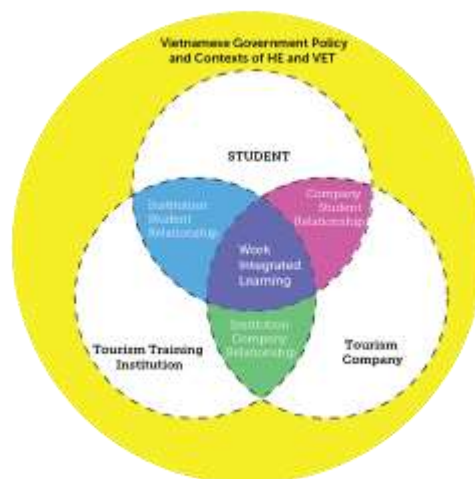 Vietnamese Government Policy
and Contexts of HE and VET
STUDENT
Institution
Student
Relationship
Company
Student
Relationship
Work
Integrated
Learning
Institution
Company
Relationship
Tourism Training
Institution
Tourism
Company